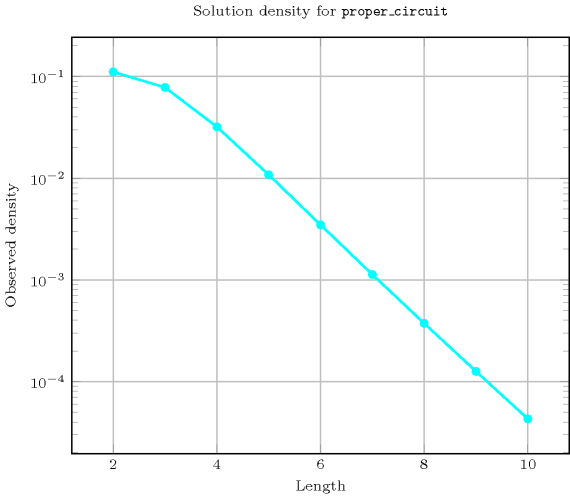 Solution density for proper_circuit
10⁻¹
10⁻²
10⁻³
10⁻⁴
Observed density
2 4 6 8 10
Length